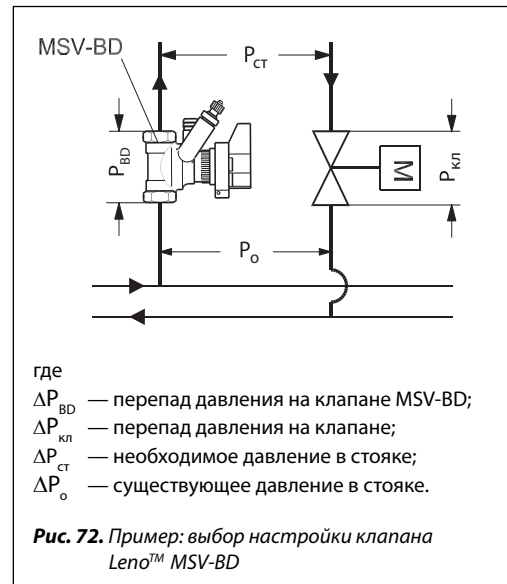 MSV-BD
Pст
PBD
M
Pкл
Pо
где
ΔPBD — перепад давления на клапане MSV-BD;
ΔPкл — перепад давления на клапане;
ΔPст — необходимое давление в стояке;
ΔPо — существующее давление в стояке.
Рис. 72. Пример: выбор настройки клапана
Leno™ MSV-BD